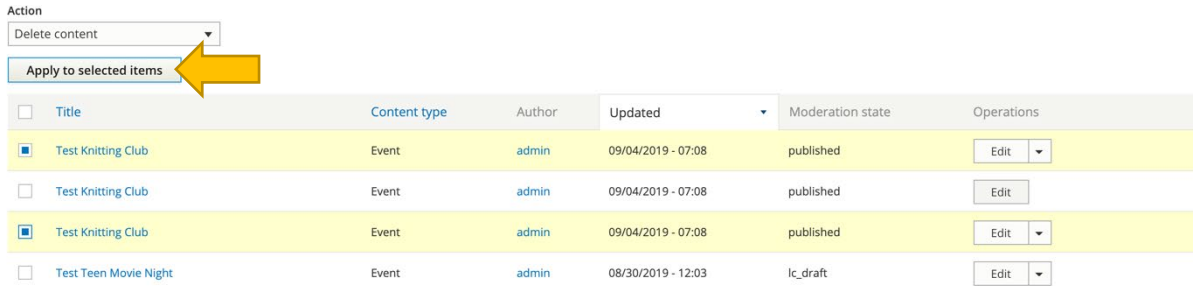 Action
Delete content
Apply to selected items
Title Content type Author Updated Moderation state Operations
Test Knitting Club Event admin 09/04/2019 - 07:08 published Edit
Test Knitting Club Event admin 09/04/2019 - 07:08 published Edit
Test Knitting Club Event admin 09/04/2019 - 07:08 published Edit
Test Teen Movie Night Event admin 08/30/2019 - 12:03 lc_draft Edit